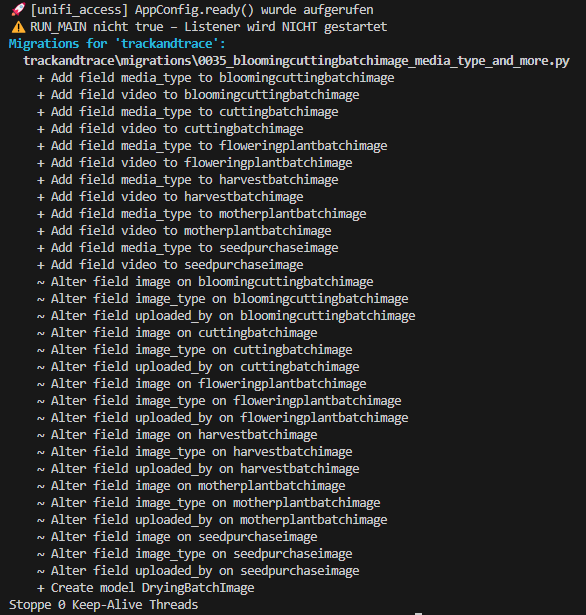 🚀 [unifi_access] AppConfig.ready() wurde aufgerufen
⚠️ RUN_MAIN nicht true – Listener wird NICHT gestartet
Migrations for 'trackandtrace':
  trackandtrace\migrations\0035_bloomingcuttingbatchimage_media_type_and_more.py
    + Add field media_type to bloomingcuttingbatchimage
    + Add field video to bloomingcuttingbatchimage
    + Add field media_type to cuttingbatchimage
    + Add field video to cuttingbatchimage
    + Add field media_type to floweringplantbatchimage
    + Add field video to floweringplantbatchimage
    + Add field media_type to harvestbatchimage
    + Add field video to harvestbatchimage
    + Add field media_type to motherplantbatchimage
    + Add field video to motherplantbatchimage
    + Add field media_type to seedpurchaseimage
    + Add field video to seedpurchaseimage
    ~ Alter field image on bloomingcuttingbatchimage
    ~ Alter field image_type on bloomingcuttingbatchimage
    ~ Alter field uploaded_by on bloomingcuttingbatchimage
    ~ Alter field image on cuttingbatchimage
    ~ Alter field image_type on cuttingbatchimage
    ~ Alter field uploaded_by on cuttingbatchimage
    ~ Alter field image on floweringplantbatchimage
    ~ Alter field image_type on floweringplantbatchimage
    ~ Alter field uploaded_by on floweringplantbatchimage
    ~ Alter field image on harvestbatchimage
    ~ Alter field image_type on harvestbatchimage
    ~ Alter field uploaded_by on harvestbatchimage
    ~ Alter field image on motherplantbatchimage
    ~ Alter field image_type on motherplantbatchimage
    ~ Alter field uploaded_by on motherplantbatchimage
    ~ Alter field image on seedpurchaseimage
    ~ Alter field image_type on seedpurchaseimage
    ~ Alter field uploaded_by on seedpurchaseimage
    + Create model DryingBatchImage
Stoppe 0 Keep-Alive Threads